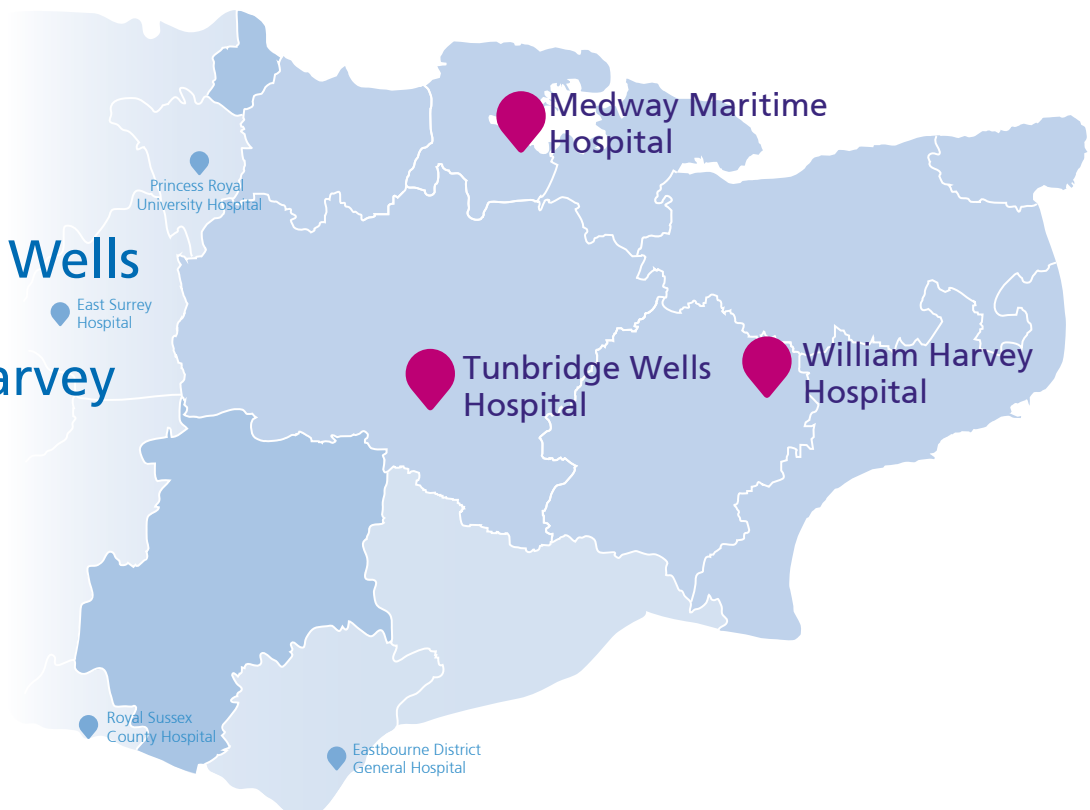 Medway Maritime
Hospital
Princess Royal
University Hospital
Wells
East Surrey
Hospital
arvey
Tunbridge Wells
Hospital
William Harvey
Hospital
Royal Sussex
County Hospital
Eastbourne District
General Hospital